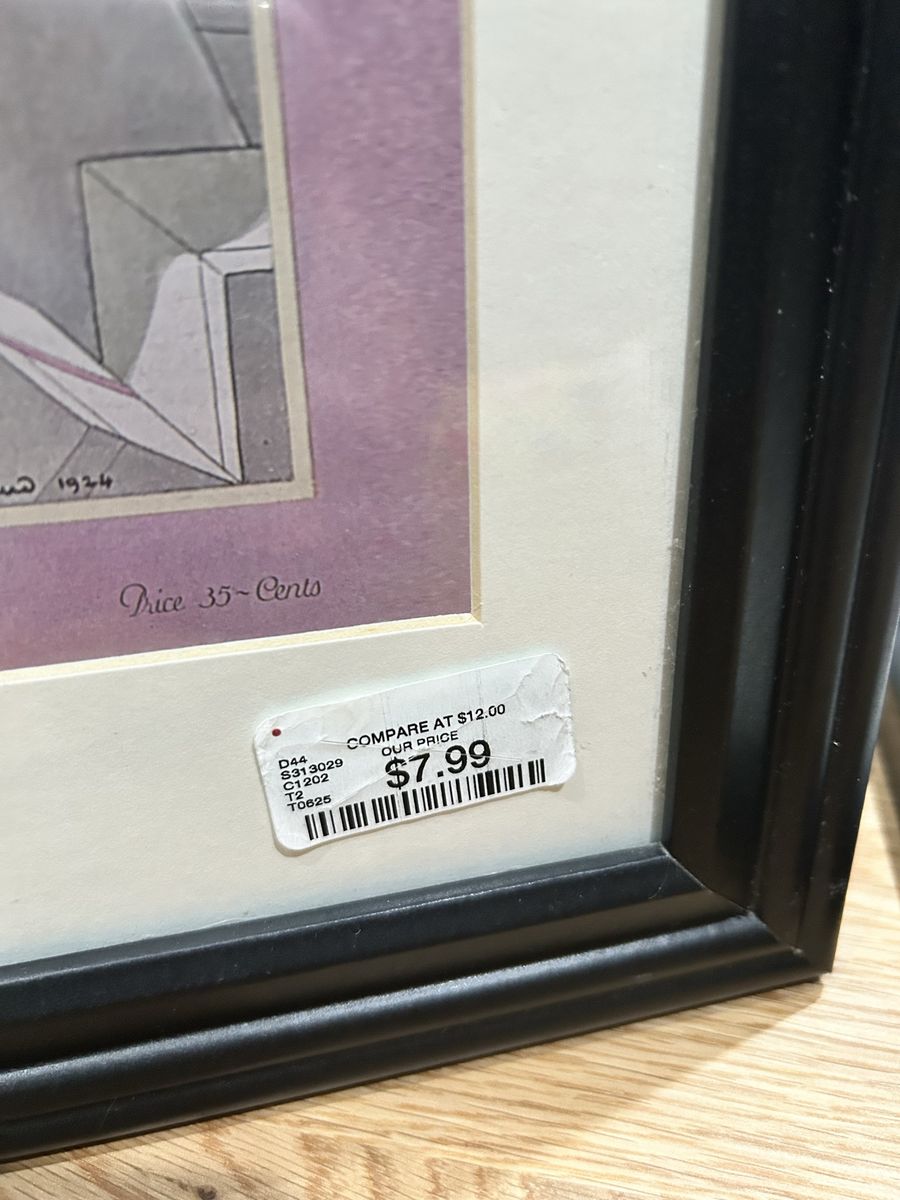 1924
Price 35~Cents
COMPARE AT $12.00
OUR PRICE
$7.99
D44
S313029
C1202
T2
T0625